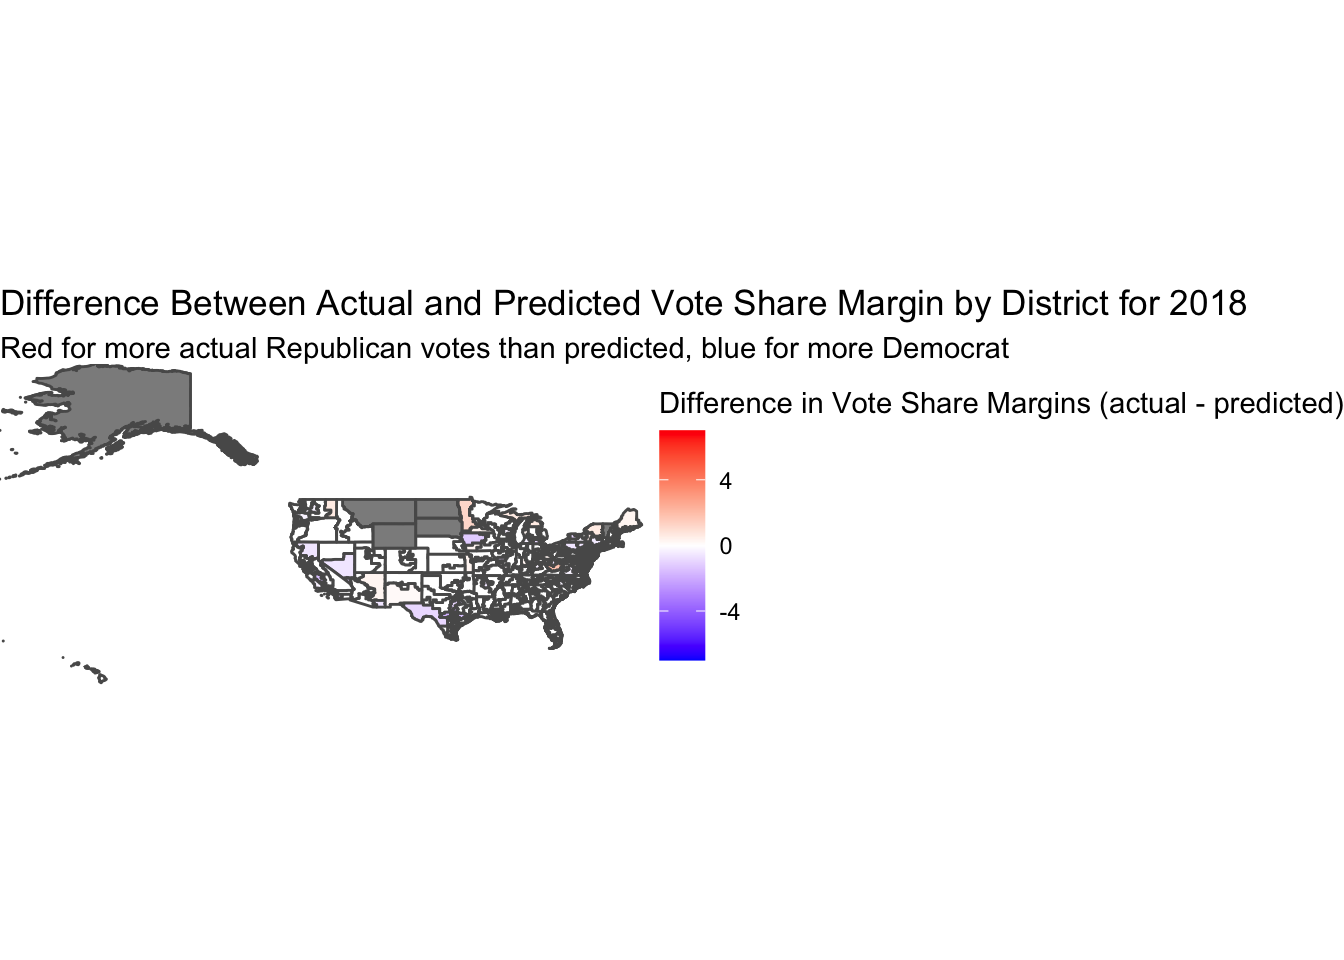 Difference Between Actual and Predicted Vote Share Margin by District for 2018
Red for more actual Republican votes than predicted, blue for more Democrat
Difference in Vote Share Margins (actual - predicted)
4
0
-4